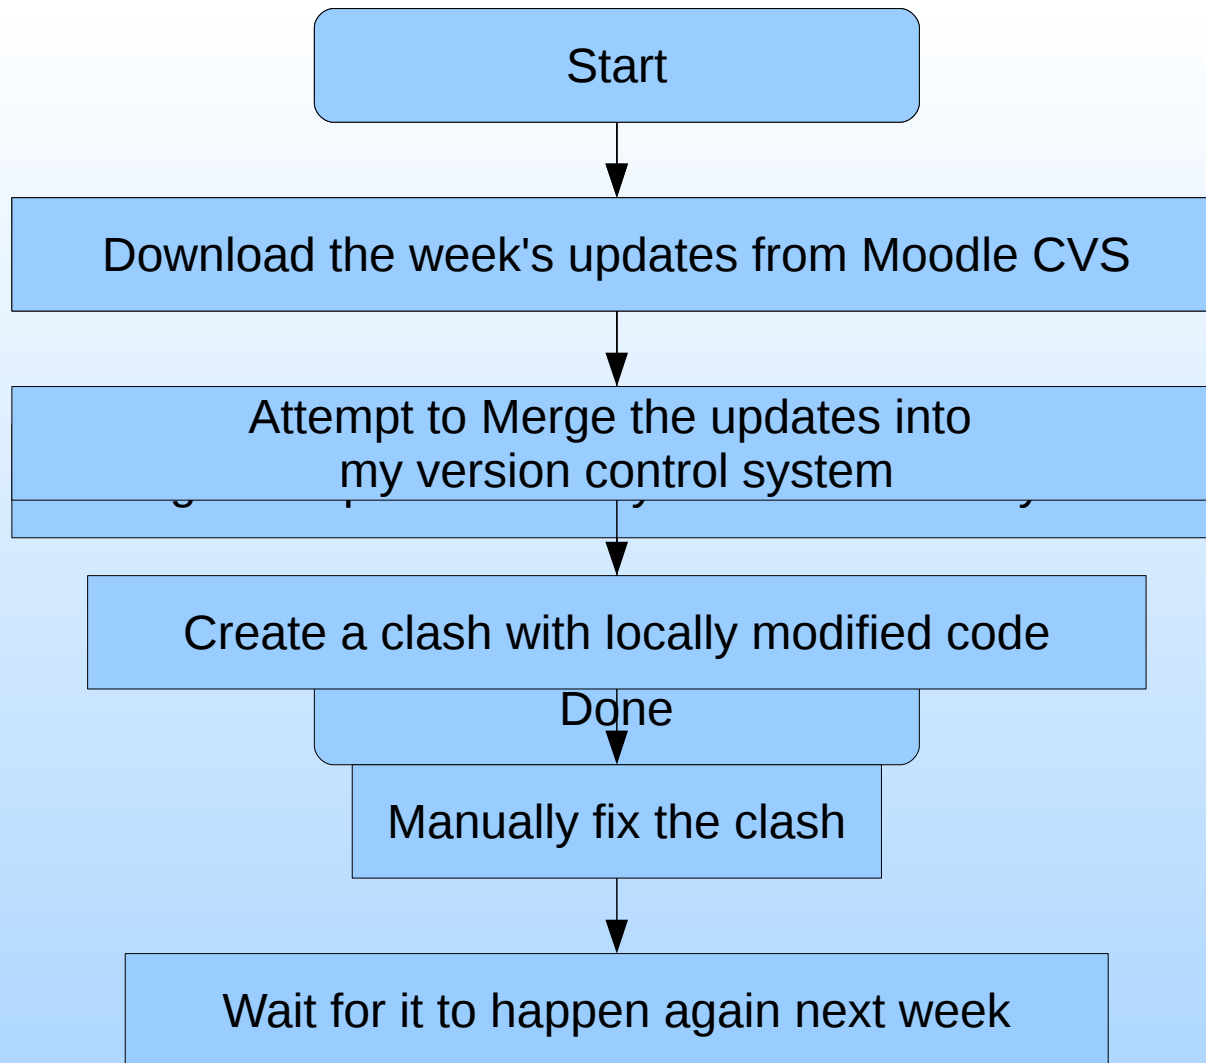 Start
Download the week's updates from Moodle CVS
Attempt to Merge the updates into
my version control system
Create a clash with locally modified code
Done
Manually fix the clash
Wait for it to happen again next week